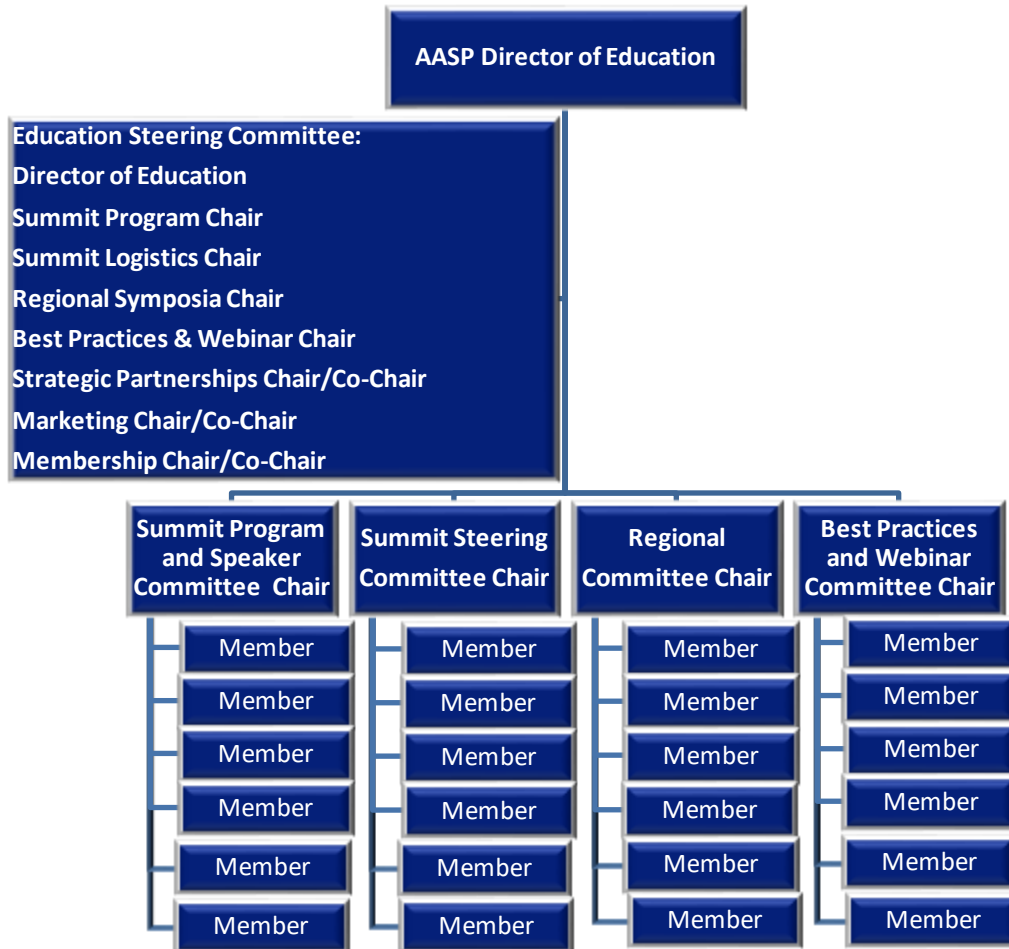 AASP Director of Education
Education Steering Committee:
Director of Education
Summit Program Chair
Summit Logistics Chair
Regional Symposia Chair
Best Practices & Webinar Chair
Strategic Partnerships Chair/Co-Chair
Marketing Chair/Co-Chair
Membership Chair/Co-Chair
Summit Program
and Speaker
Committee Chair
Member
Member
Member
Member
Member
Member
Summit Steering
Committee Chair
Member
Member
Member
Member
Member
Member
Regional
Committee Chair
Member
Member
Member
Member
Member
Member
Best Practices
and Webinar
Committee Chair
Member
Member
Member
Member
Member
Member